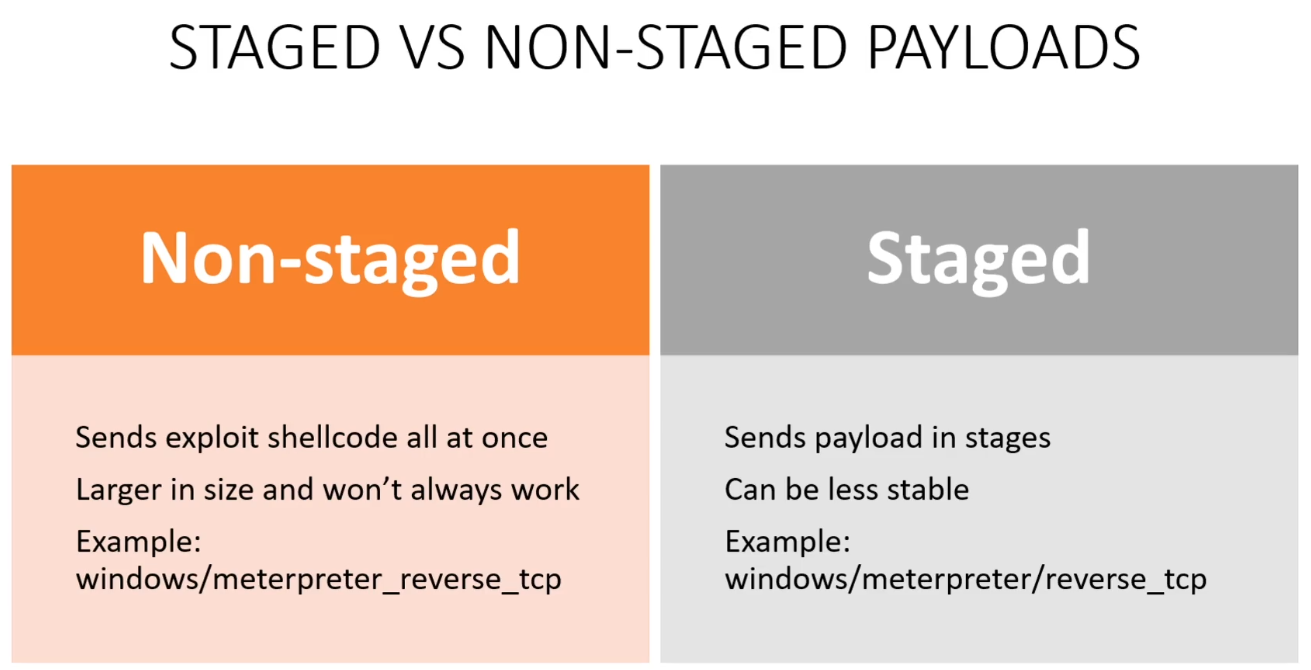 STAGED VS NON-STAGED PAYLOADS
Non-staged
Sends exploit shellcode all at once
Larger in size and won’t always work
Example:
windows/meterpreter_reverse_tcp
Staged
Sends payload in stages
Can be less stable
Example:
windows/meterpreter/reverse_tcp